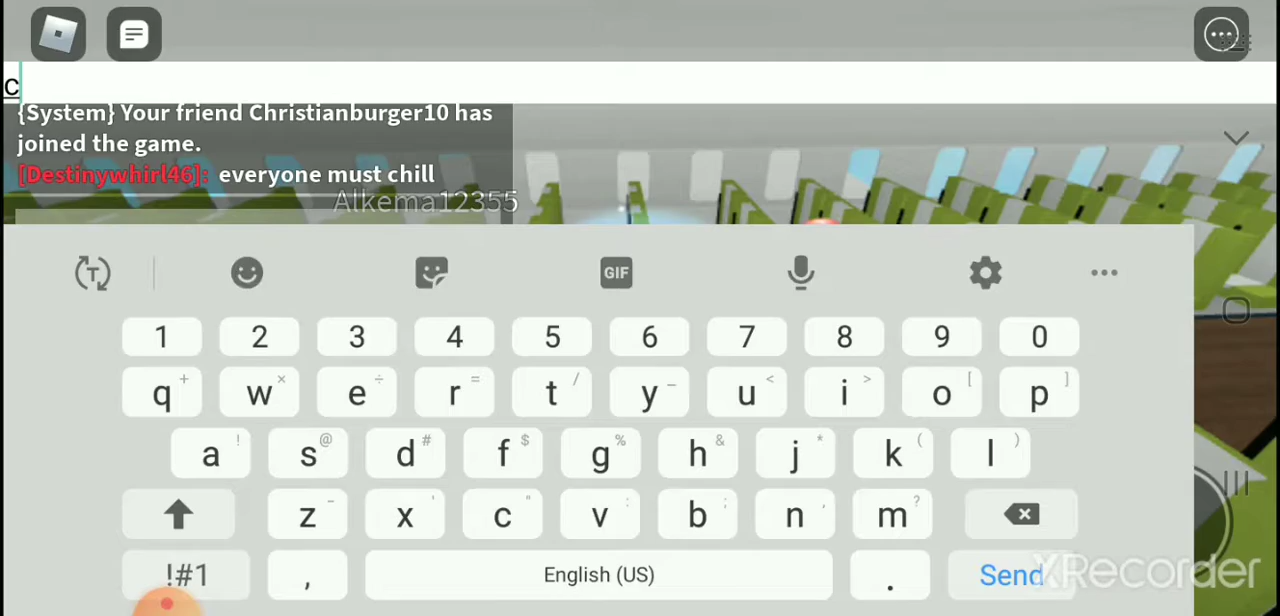 c
{System} Your friend Christianburger10 has
joined the game.
[Destinywhirl46]: everyone must chill
Alkema12355
GIF
1 2 3 4 5 6 7 8 9 0
q + w × e ÷ r = t / y _ u < i > o [ p ]
a ! s @ d # f $ g % h & j * k ( l )
z - x ' c " v : b ; n , m ?
!#1 , English (US) . Send
XRecorder